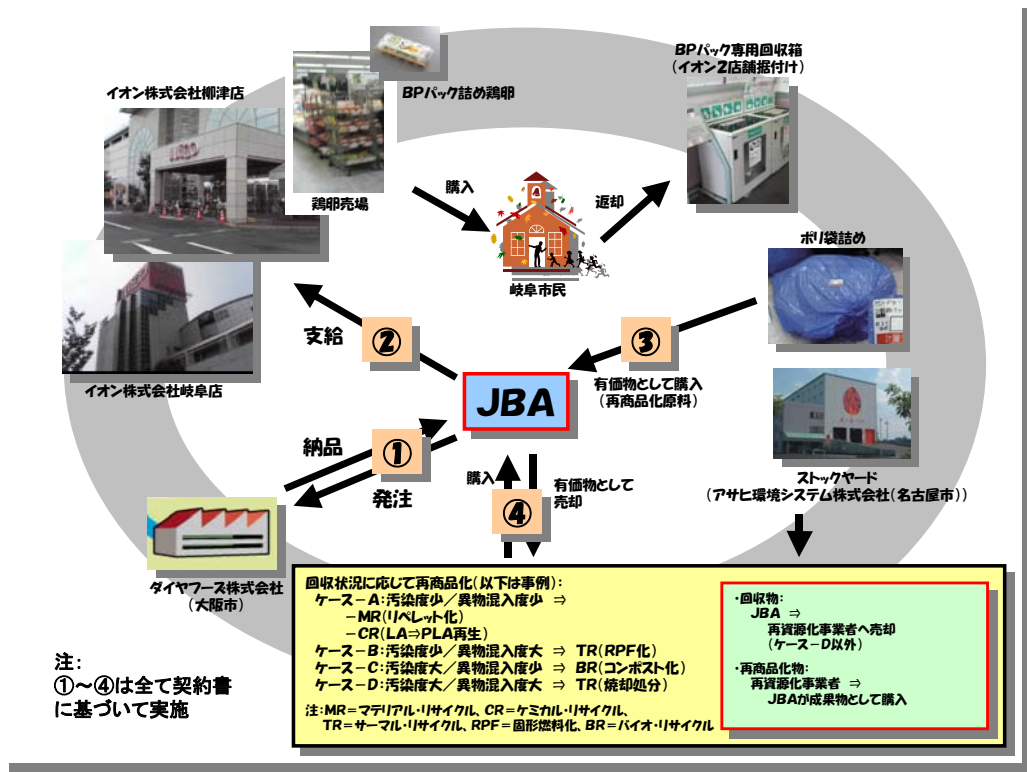 BPパック専用回収箱
(イオン2店舗据付け)
BPパック詰め鶏卵
イオン株式会社柳津店
鶏卵売場
購入
返却
岐阜市民
ポリ袋詰め
イオン株式会社岐阜店
支給
②
③
有価物として購入
(再商品化原料)
JBA
納品
①
発注
購入
④
有価物として
売却
ストックヤード
(アサヒ環境システム株式会社(名古屋市))
ダイヤフーズ株式会社
(大阪市)
回収状況に応じて再商品化(以下は事例):
ケース-A:汚染度少/異物混入度少 ⇒
-MR(リペレット化)
-CR(LA⇒PLA再生)
ケース-B:汚染度少/異物混入度大 ⇒ TR(RPF化)
ケース-C:汚染度大/異物混入度少 ⇒ BR(コンポスト化)
ケース-D:汚染度大/異物混入度大 ⇒ TR(焼却処分)
注:MR=マテリアル・リサイクル、CR=ケミカル・リサイクル、
TR=サーマル・リサイクル、RPF=固形燃料化、BR=バイオ・リサイクル
・回収物:
JBA ⇒
再資源化事業者へ売却
(ケース-D以外)
・再商品化物:
再資源化事業者 ⇒
JBAが成果物として購入
注:
①~④は全て契約書
に基づいて実施